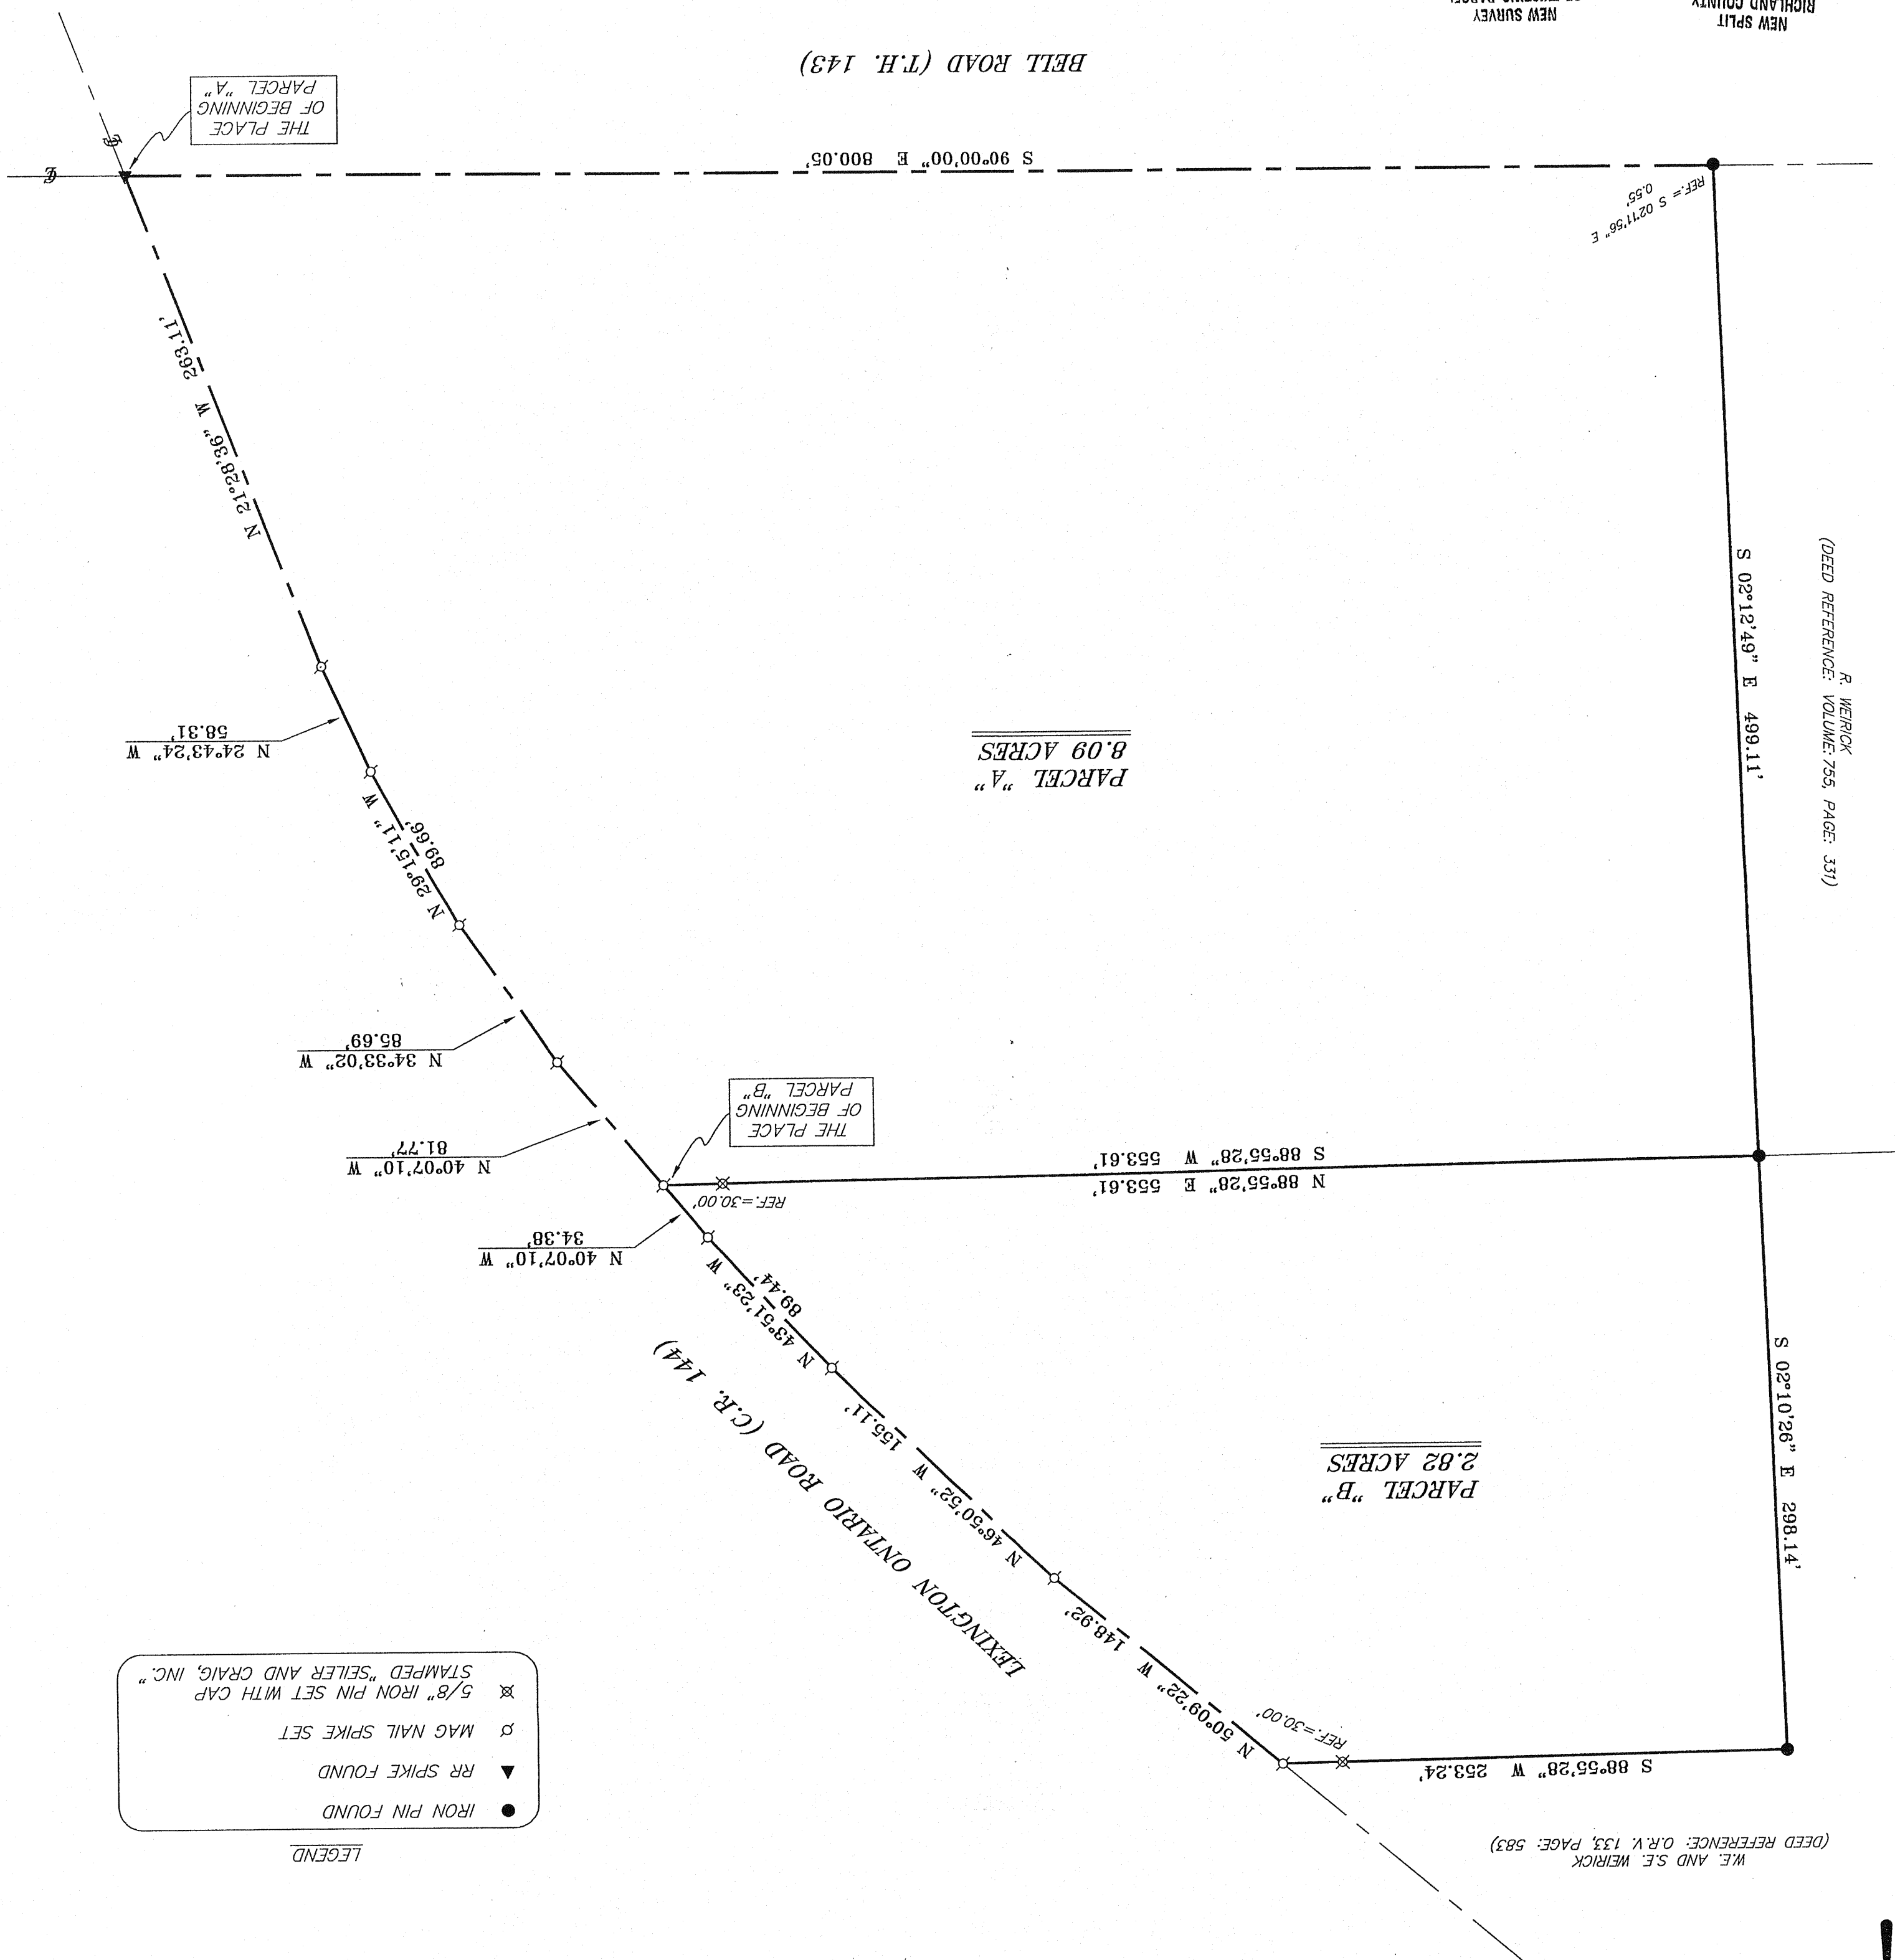 W.E. AND S.E. WEIRICK
(DEED REFERENCE: O.R.V. 133, PAGE: 583)
LEGEND
IRON PIN FOUND
RR SPIKE FOUND
MAG NAIL SPIKE SET
5/8" IRON PIN SET WITH CAP
STAMPED "SEILER AND CRAIG, INC."
S 88°55'28" W 253.24'
REF.=30.00'
N 50°09'22" W 148.92'
S 02°10'26" E 298.14'
PARCEL "B"
2.82 ACRES
LEXINGTON ONTARIO ROAD (C.R. 144)
N 46°50'52" W 155.11'
N 43°51'23" W
89.44'
N 40°07'10" W
34.38'
REF.=30.00'
N 88°55'28" E 553.61'
S 88°55'28" W 553.61'
THE PLACE
OF BEGINNING
PARCEL "B"
N 40°07'10" W
81.77'
N 34°33'02" W
85.69'
N 29°15'11" W
89.66'
R. WEIRICK
(DEED REFERENCE: VOLUME: 755, PAGE: 331)
S 02°12'49" E 499.11'
PARCEL "A"
8.09 ACRES
N 24°43'24" W
58.31'
N 21°28'36" W 263.11'
REF.= S 02°11'56" E
0.55'
S 90°00'00" E 800.05'
THE PLACE
OF BEGINNING
PARCEL "A"
BELL ROAD (T.H. 143)
NEW SPLIT
RICHLAND COUNTY
NEW SURVEY